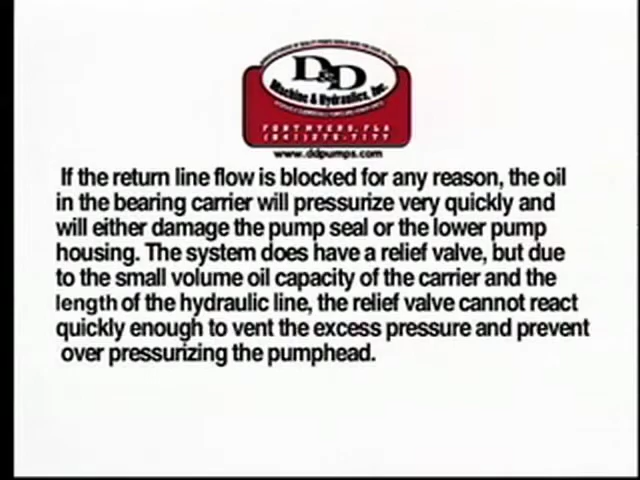 D&D
Machine & Hydraulics, Inc.
FORT MYERS, FLA
www.ddpumps.com
If the return line flow is blocked for any reason, the oil
in the bearing carrier will pressurize very quickly and
will either damage the pump seal or the lower pump
housing. The system does have a relief valve, but due
to the small volume oil capacity of the carrier and the
length of the hydraulic line, the relief valve cannot react
quickly enough to vent the excess pressure and prevent
over pressurizing the pumphead.